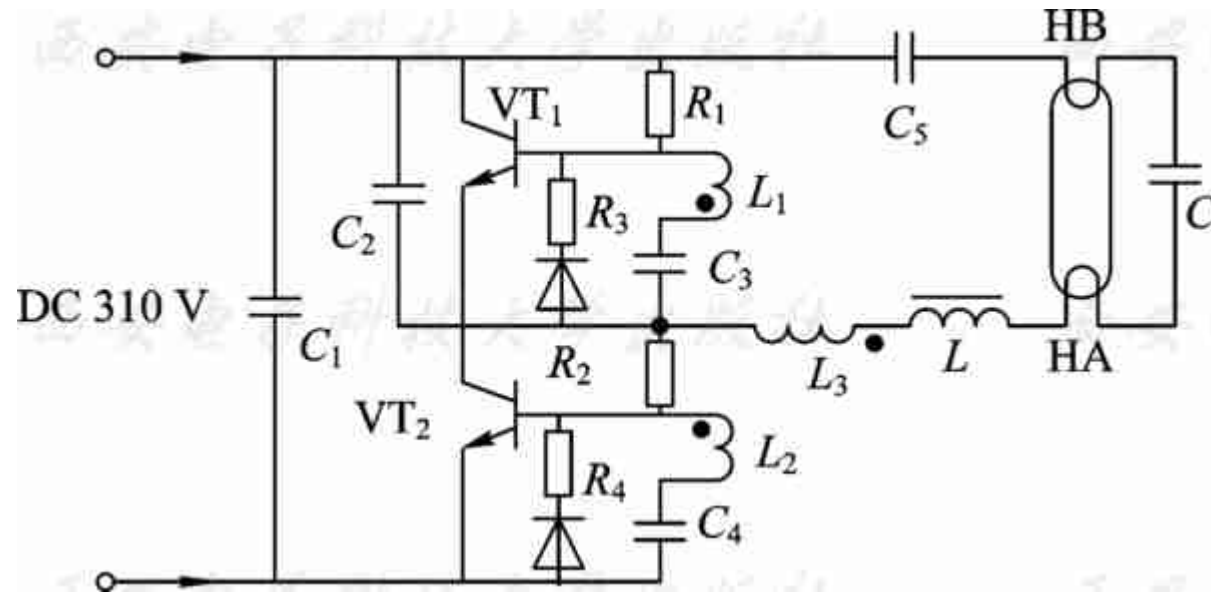 HB
VT₁
R₁
C₅
L₁
R₃
C₂
C₃
C
DC 310 V
C₁
R₂
L₃
L
HA
VT₂
L₂
R₄
C₄